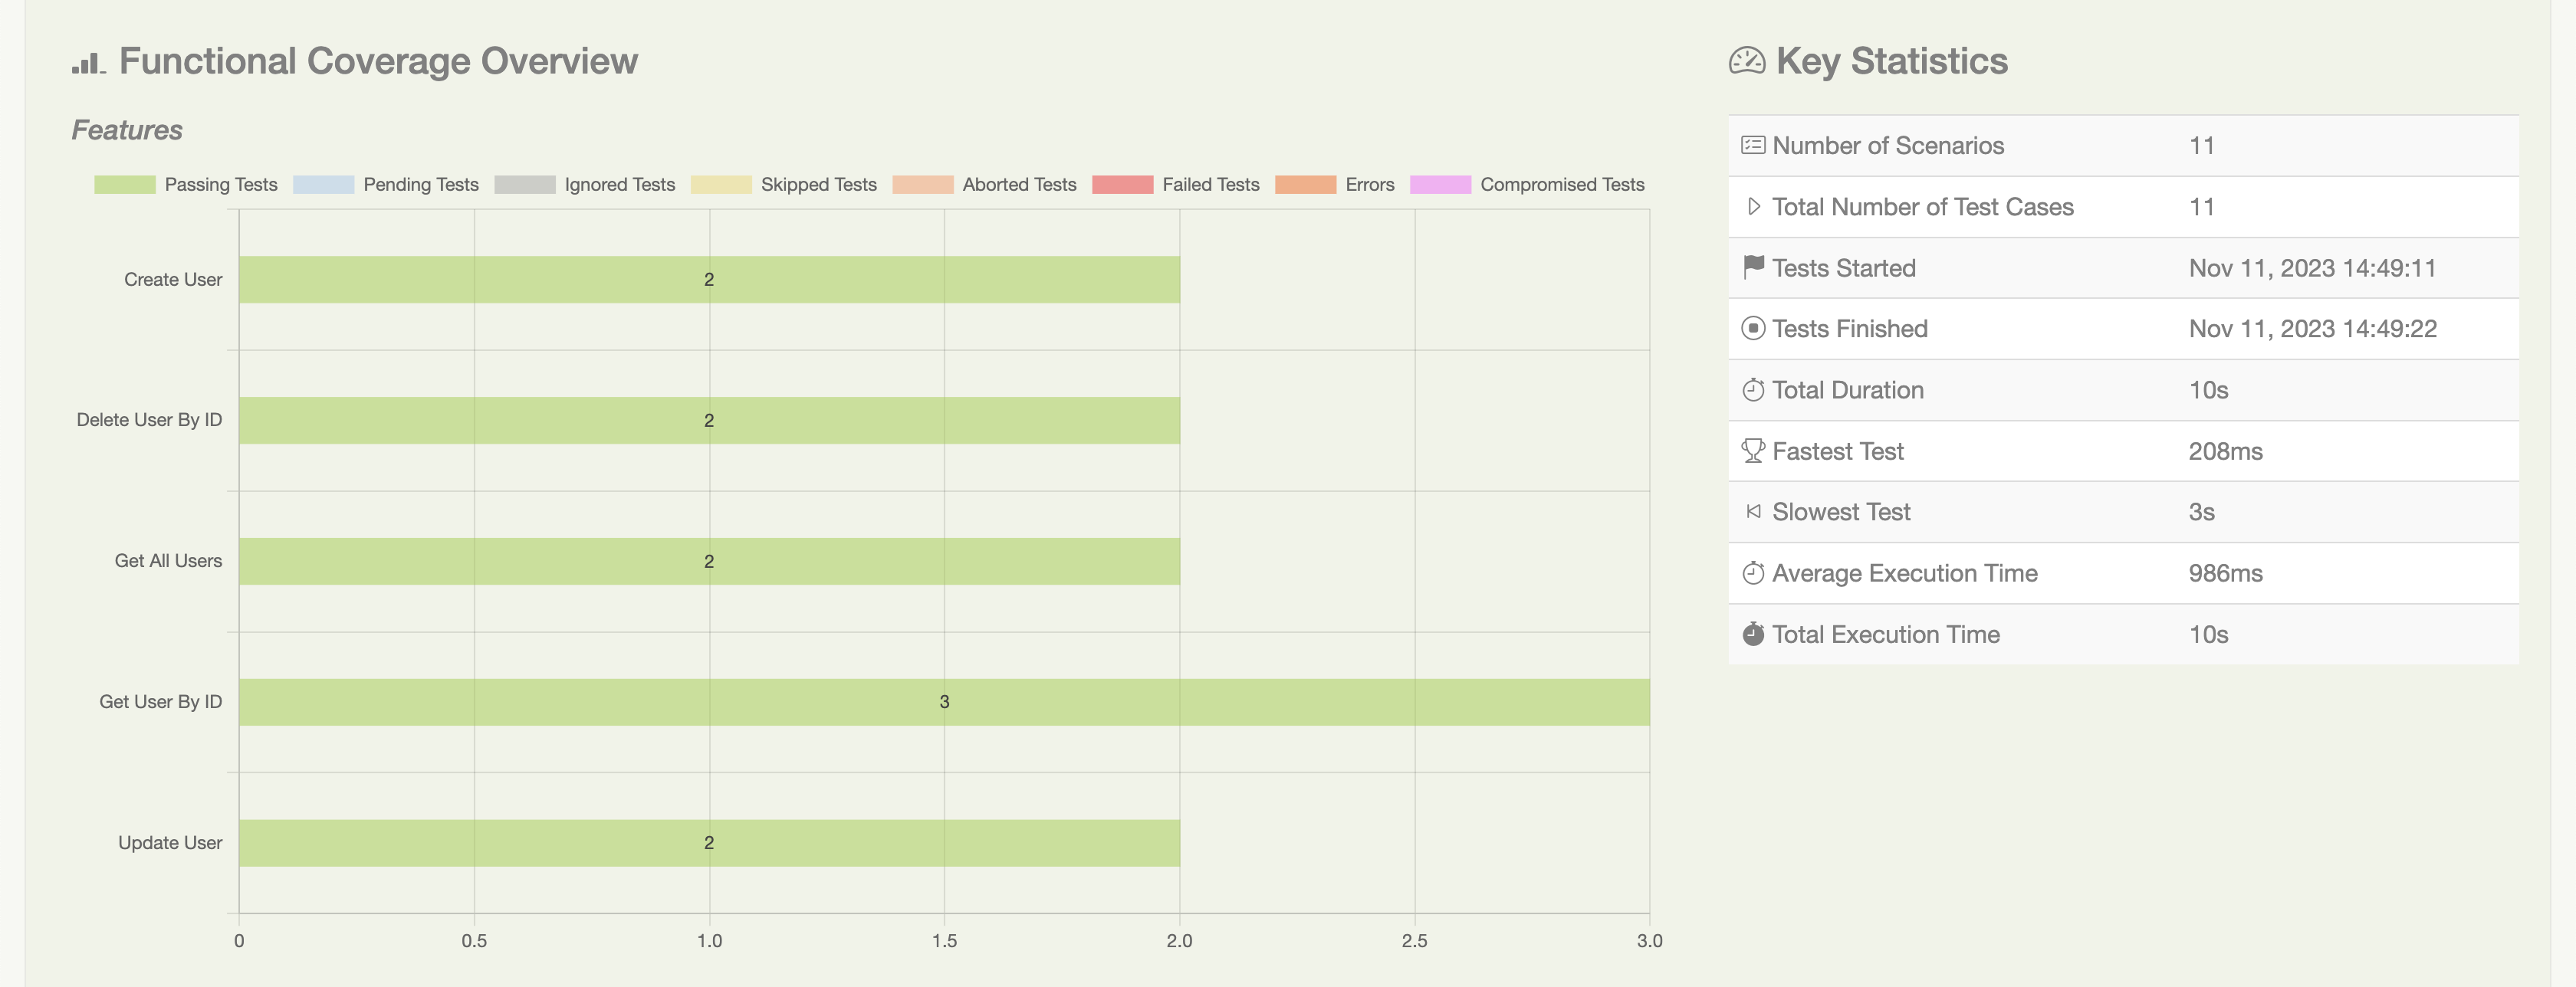 Functional Coverage Overview
Features
Passing Tests Pending Tests Ignored Tests Skipped Tests Aborted Tests Failed Tests Errors Compromised Tests
Create User 2
Delete User By ID 2
Get All Users 2
Get User By ID 3
Update User 2
0 0.5 1.0 1.5 2.0 2.5 3.0
Key Statistics
Number of Scenarios 11
Total Number of Test Cases 11
Tests Started Nov 11, 2023 14:49:11
Tests Finished Nov 11, 2023 14:49:22
Total Duration 10s
Fastest Test 208ms
Slowest Test 3s
Average Execution Time 986ms
Total Execution Time 10s